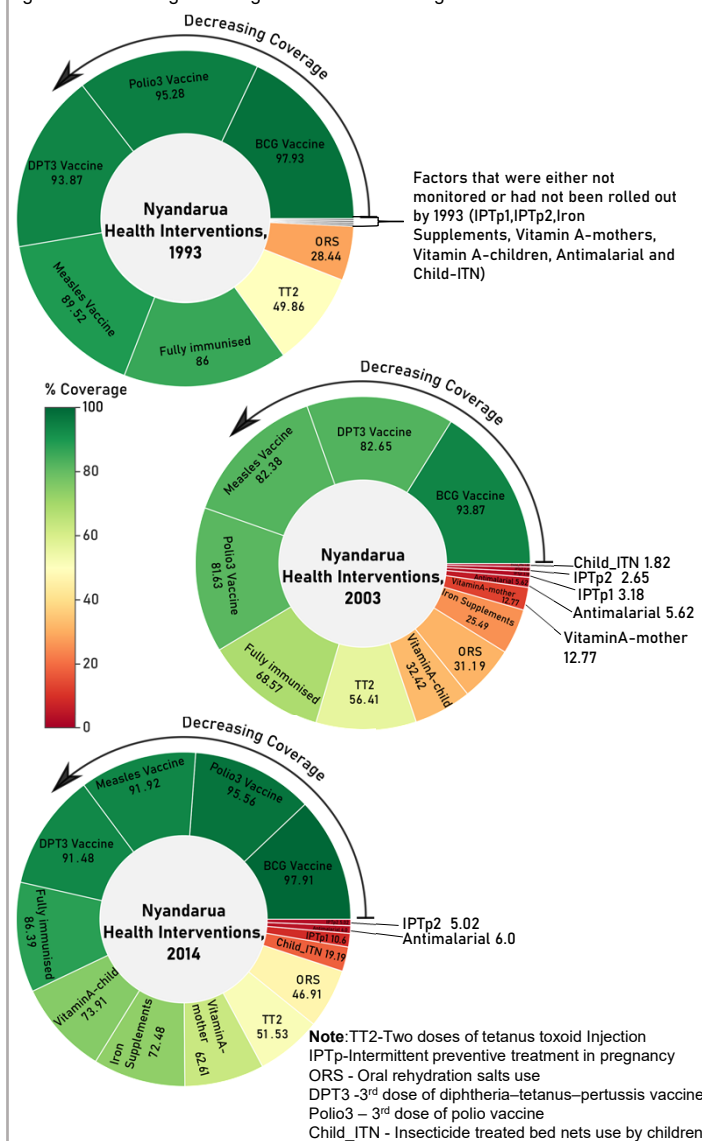 Decreasing Coverage
BCG Vaccine
97.93
Polio3 Vaccine
95.28
DPT3 Vaccine
93.87
Measles Vaccine
89.52
Fully immunised
86
TT2
49.86
ORS
28.44
Nyandarua
Health Interventions,
1993
Factors that were either not
monitored or had not been rolled out
by 1993 (IPTp1,IPTp2,Iron
Supplements, Vitamin A-mothers,
Vitamin A-children, Antimalarial and
Child-ITN)
% Coverage
100
80
60
40
20
0
Decreasing Coverage
BCG Vaccine
93.87
DPT3 Vaccine
82.65
Measles Vaccine
82.38
Polio3 Vaccine
81.63
Fully immunised
68.57
TT2
56.41
VitaminA-child
32.42
ORS
31.19
Iron Supplements
25.49
VitaminA-mother
12.77
Antimalarial 5.62
Nyandarua
Health Interventions,
2003
Child_ITN 1.82
IPTp2 2.65
IPTp1 3.18
Antimalarial 5.62
VitaminA-mother
12.77
Decreasing Coverage
BCG Vaccine
97.91
Polio3 Vaccine
95.56
Measles Vaccine
91.92
DPT3 Vaccine
91.48
Fully immunised
86.39
VitaminA-child
73.91
Iron
Supplements
72.48
VitaminA-
mother
62.61
TT2
51.53
ORS
46.91
Child_ITN 19.19
IPTp1 10.6
Nyandarua
Health Interventions,
2014
IPTp2 5.02
Antimalarial 6.0
Note:TT2-Two doses of tetanus toxoid Injection
IPTp-Intermittent preventive treatment in pregnancy
ORS - Oral rehydration salts use
DPT3 -3rd dose of diphtheria–tetanus–pertussis vaccine
Polio3 – 3rd dose of polio vaccine
Child_ITN - Insecticide treated bed nets use by children